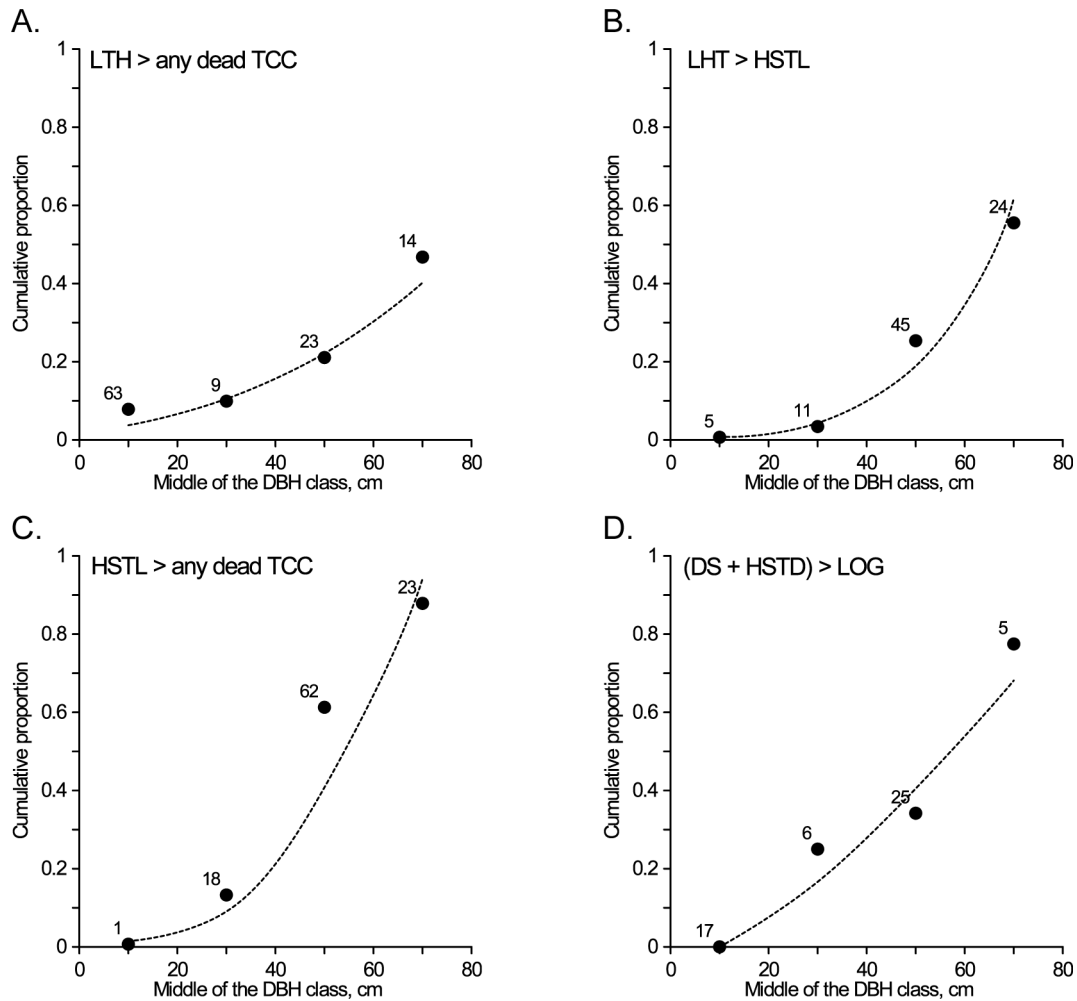 A.
LTH > any dead TCC
1
0.8
0.6
0.4
0.2
0
Cumulative proportion
63
9
23
14
0 20 40 60 80
Middle of the DBH class, cm
B.
LHT > HSTL
1
0.8
0.6
0.4
0.2
0
Cumulative proportion
5
11
45
24
0 20 40 60 80
Middle of the DBH class, cm
C.
HSTL > any dead TCC
1
0.8
0.6
0.4
0.2
0
Cumulative proportion
1
18
62
23
0 20 40 60 80
Middle of the DBH class, cm
D.
(DS + HSTD) > LOG
1
0.8
0.6
0.4
0.2
0
Cumulative proportion
17
6
25
5
0 20 40 60 80
Middle of the DBH class, cm